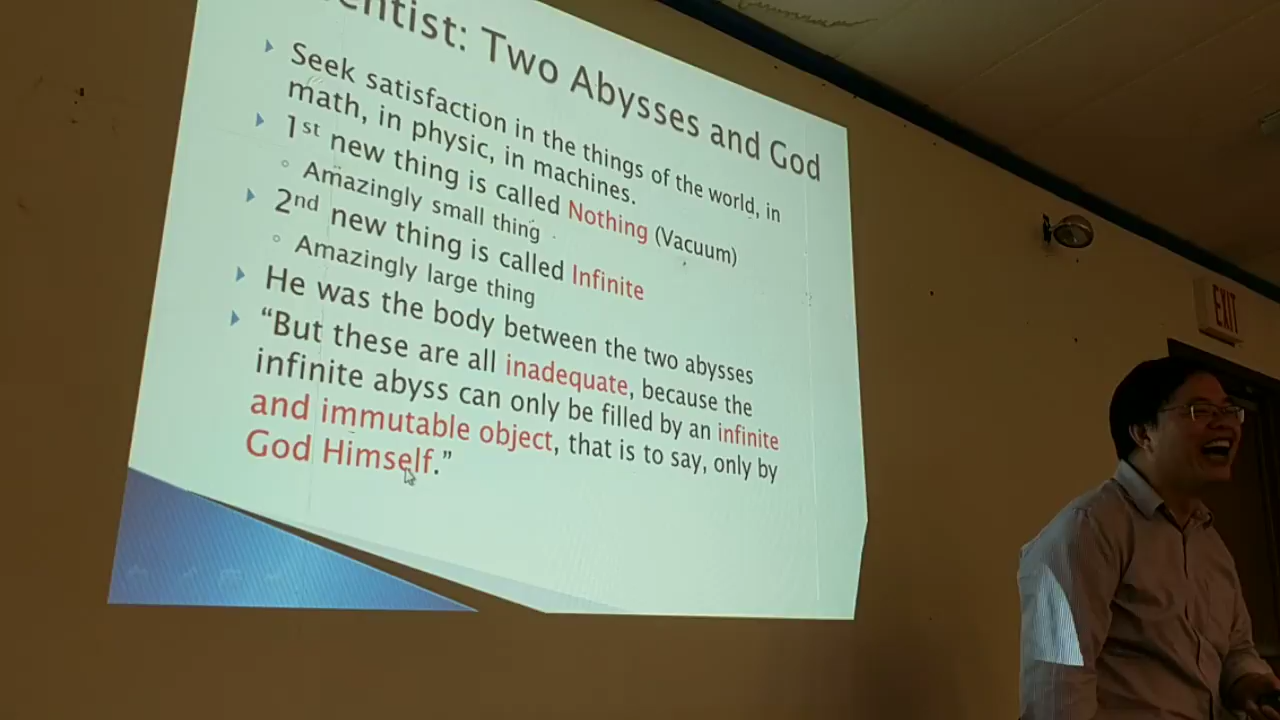 entist: Two Abysses and God
Seek satisfaction in the things of the world, in
math, in physic, in machines.
1st new thing is called Nothing (Vacuum)
Amazingly small thing
2nd new thing is called Infinite
Amazingly large thing
He was the body between the two abysses
“But these are all inadequate, because the
infinite abyss can only be filled by an infinite
and immutable object, that is to say, only by
God Himself.”
EXIT